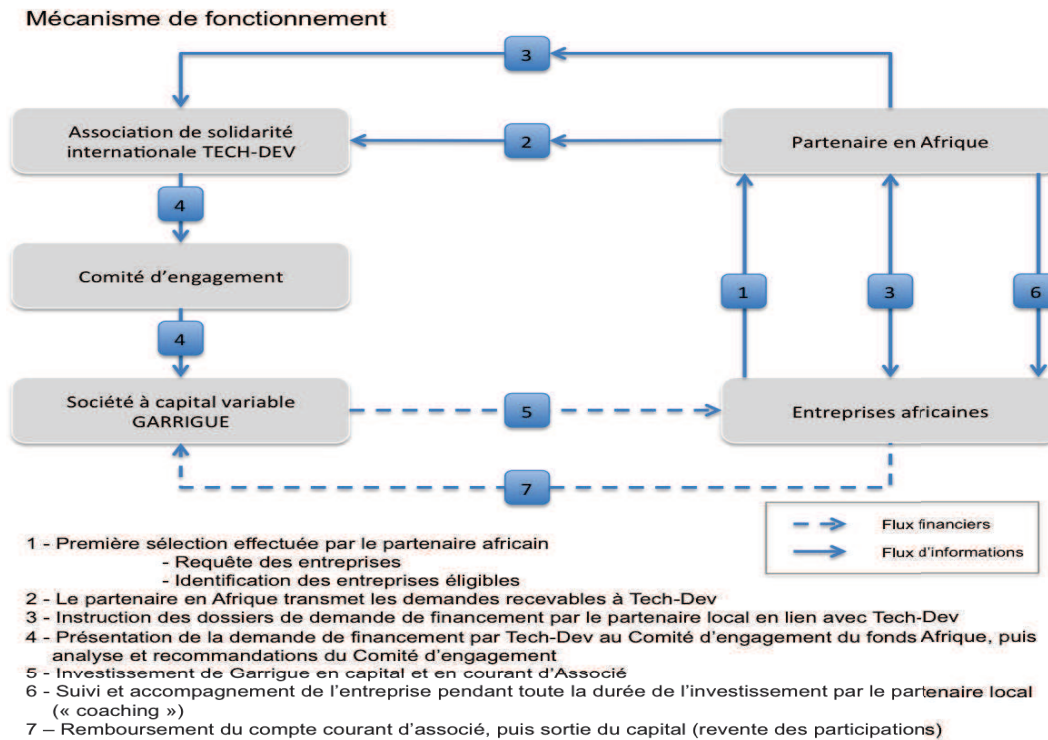 Mécanisme de fonctionnement
3
Association de solidarité
internationale TECH-DEV
2
Partenaire en Afrique
4
Comité d'engagement
1
3
6
4
Société à capital variable
GARRIGUE
5
Entreprises africaines
7
Flux financiers
Flux d'informations
1 - Première sélection effectuée par le partenaire africain
- Requête des entreprises
- Identification des entreprises éligibles
2 - Le partenaire en Afrique transmet les demandes recevables à Tech-Dev
3 - Instruction des dossiers de demande de financement par le partenaire local en lien avec Tech-Dev
4 - Présentation de la demande de financement par Tech-Dev au Comité d'engagement du fonds Afrique, puis
analyse et recommandations du Comité d'engagement
5 - Investissement de Garrigue en capital et en courant d'Associé
6 - Suivi et accompagnement de l'entreprise pendant toute la durée de l'investissement par le partenaire local
(« coaching »)
7 – Remboursement du compte courant d'associé, puis sortie du capital (revente des participations)